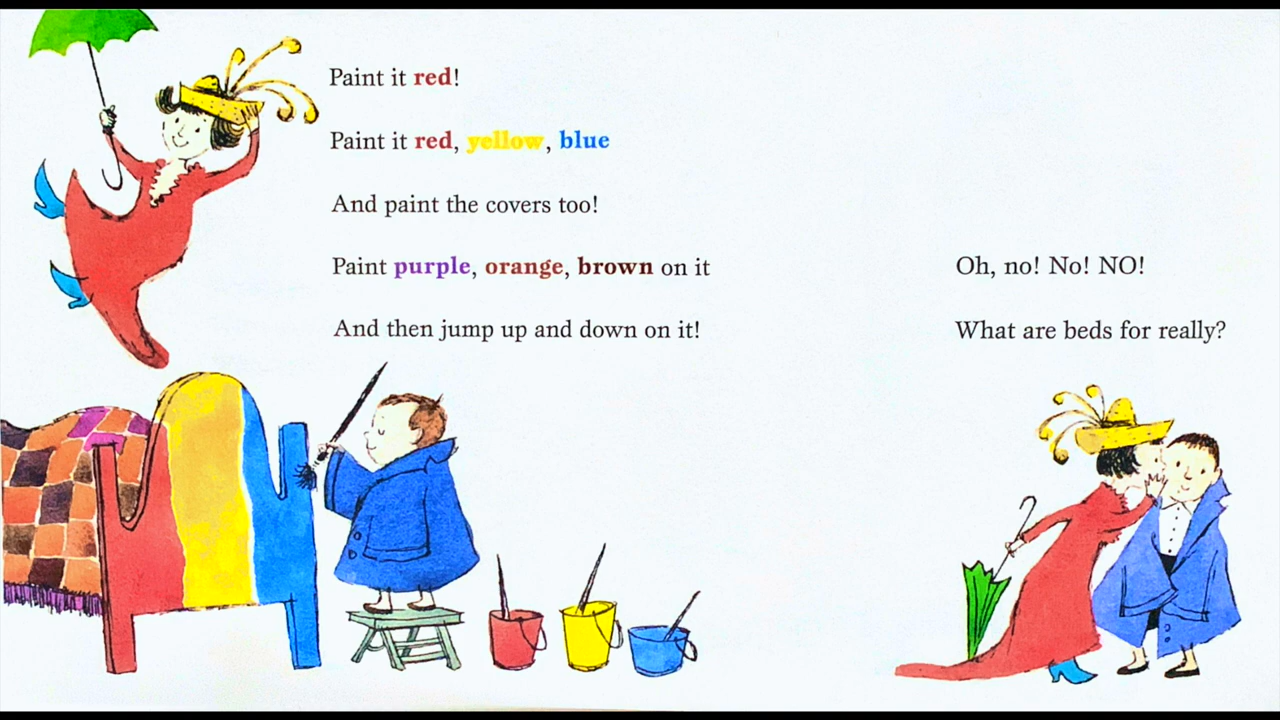 Paint it red!
Paint it red, yellow, blue
And paint the covers too!
Paint purple, orange, brown on it
And then jump up and down on it!
Oh, no! No! NO!
What are beds for really?